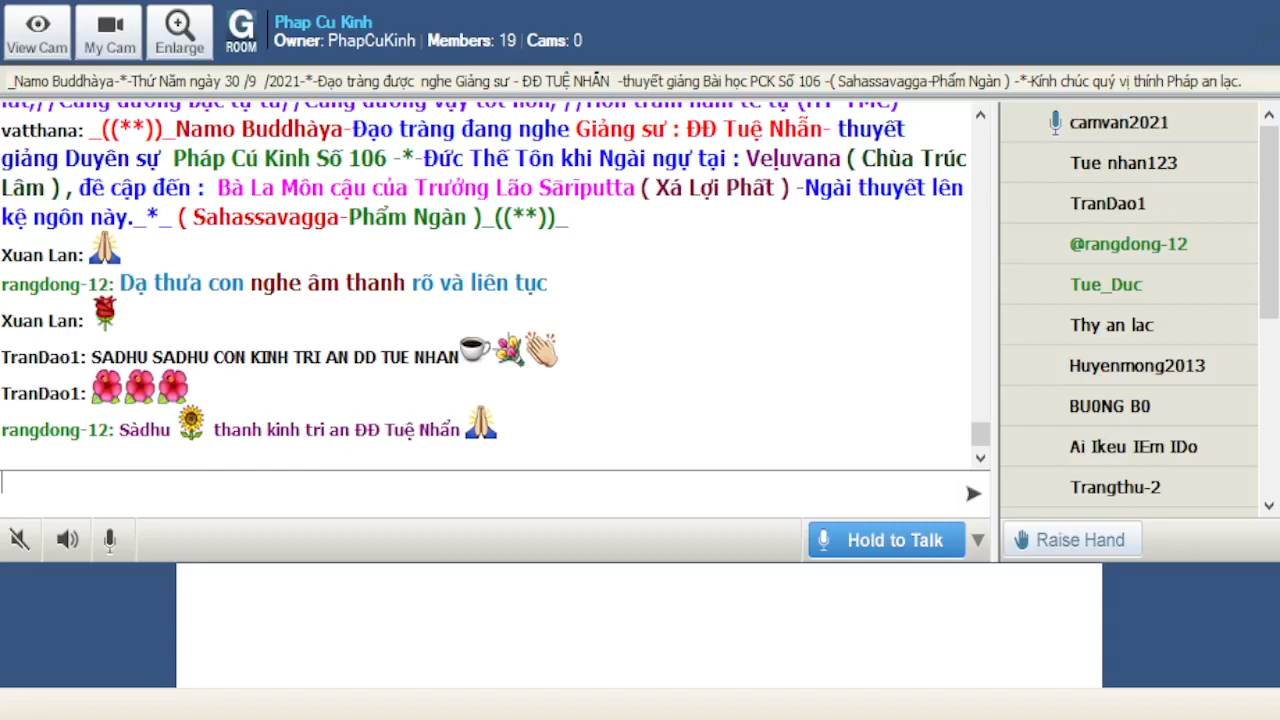 View Cam
My Cam
Enlarge
G
ROOM
Phap Cu Kinh
Owner: PhapCuKinh | Members: 19 | Cams: 0
_Namo Buddhàya-*-Thứ Năm ngày 30 /9 /2021-*-Đạo tràng được nghe Giảng sư - ĐĐ TUỆ NHẪN -thuyết giảng Bài học PCK Số 106 -( Sahassavagga-Phẩm Ngàn ) -*-Kính chúc quý vị thính Pháp an lạc.
vatthana: _((**))_Namo Buddhàya-Đạo tràng đang nghe Giảng sư : ĐĐ Tuệ Nhẫn- thuyết
giảng Duyên sự Pháp Cú Kinh Số 106 -*-Đức Thế Tôn khi Ngài ngự tại : Veḷuvana ( Chùa Trúc
Lâm ) , đề cập đến : Bà La Môn cậu của Trưởng Lão Sārīputta ( Xá Lợi Phất ) -Ngài thuyết lên
kệ ngôn này._*_ ( Sahassavagga-Phẩm Ngàn )_((**))_
Xuan Lan:
rangdong-12: Dạ thưa con nghe âm thanh rõ và liên tục
Xuan Lan:
TranDao1: SADHU SADHU CON KINH TRI AN DD TUE NHAN
TranDao1:
rangdong-12: Sàdhu thanh kinh tri an ĐĐ Tuệ Nhẩn
camvan2021
Tue nhan123
TranDao1
@rangdong-12
Tue_Duc
Thy an lac
Huyenmong2013
BU0NG B0
Ai Ikeu IEm IDo
Trangthu-2
Hold to Talk
Raise Hand